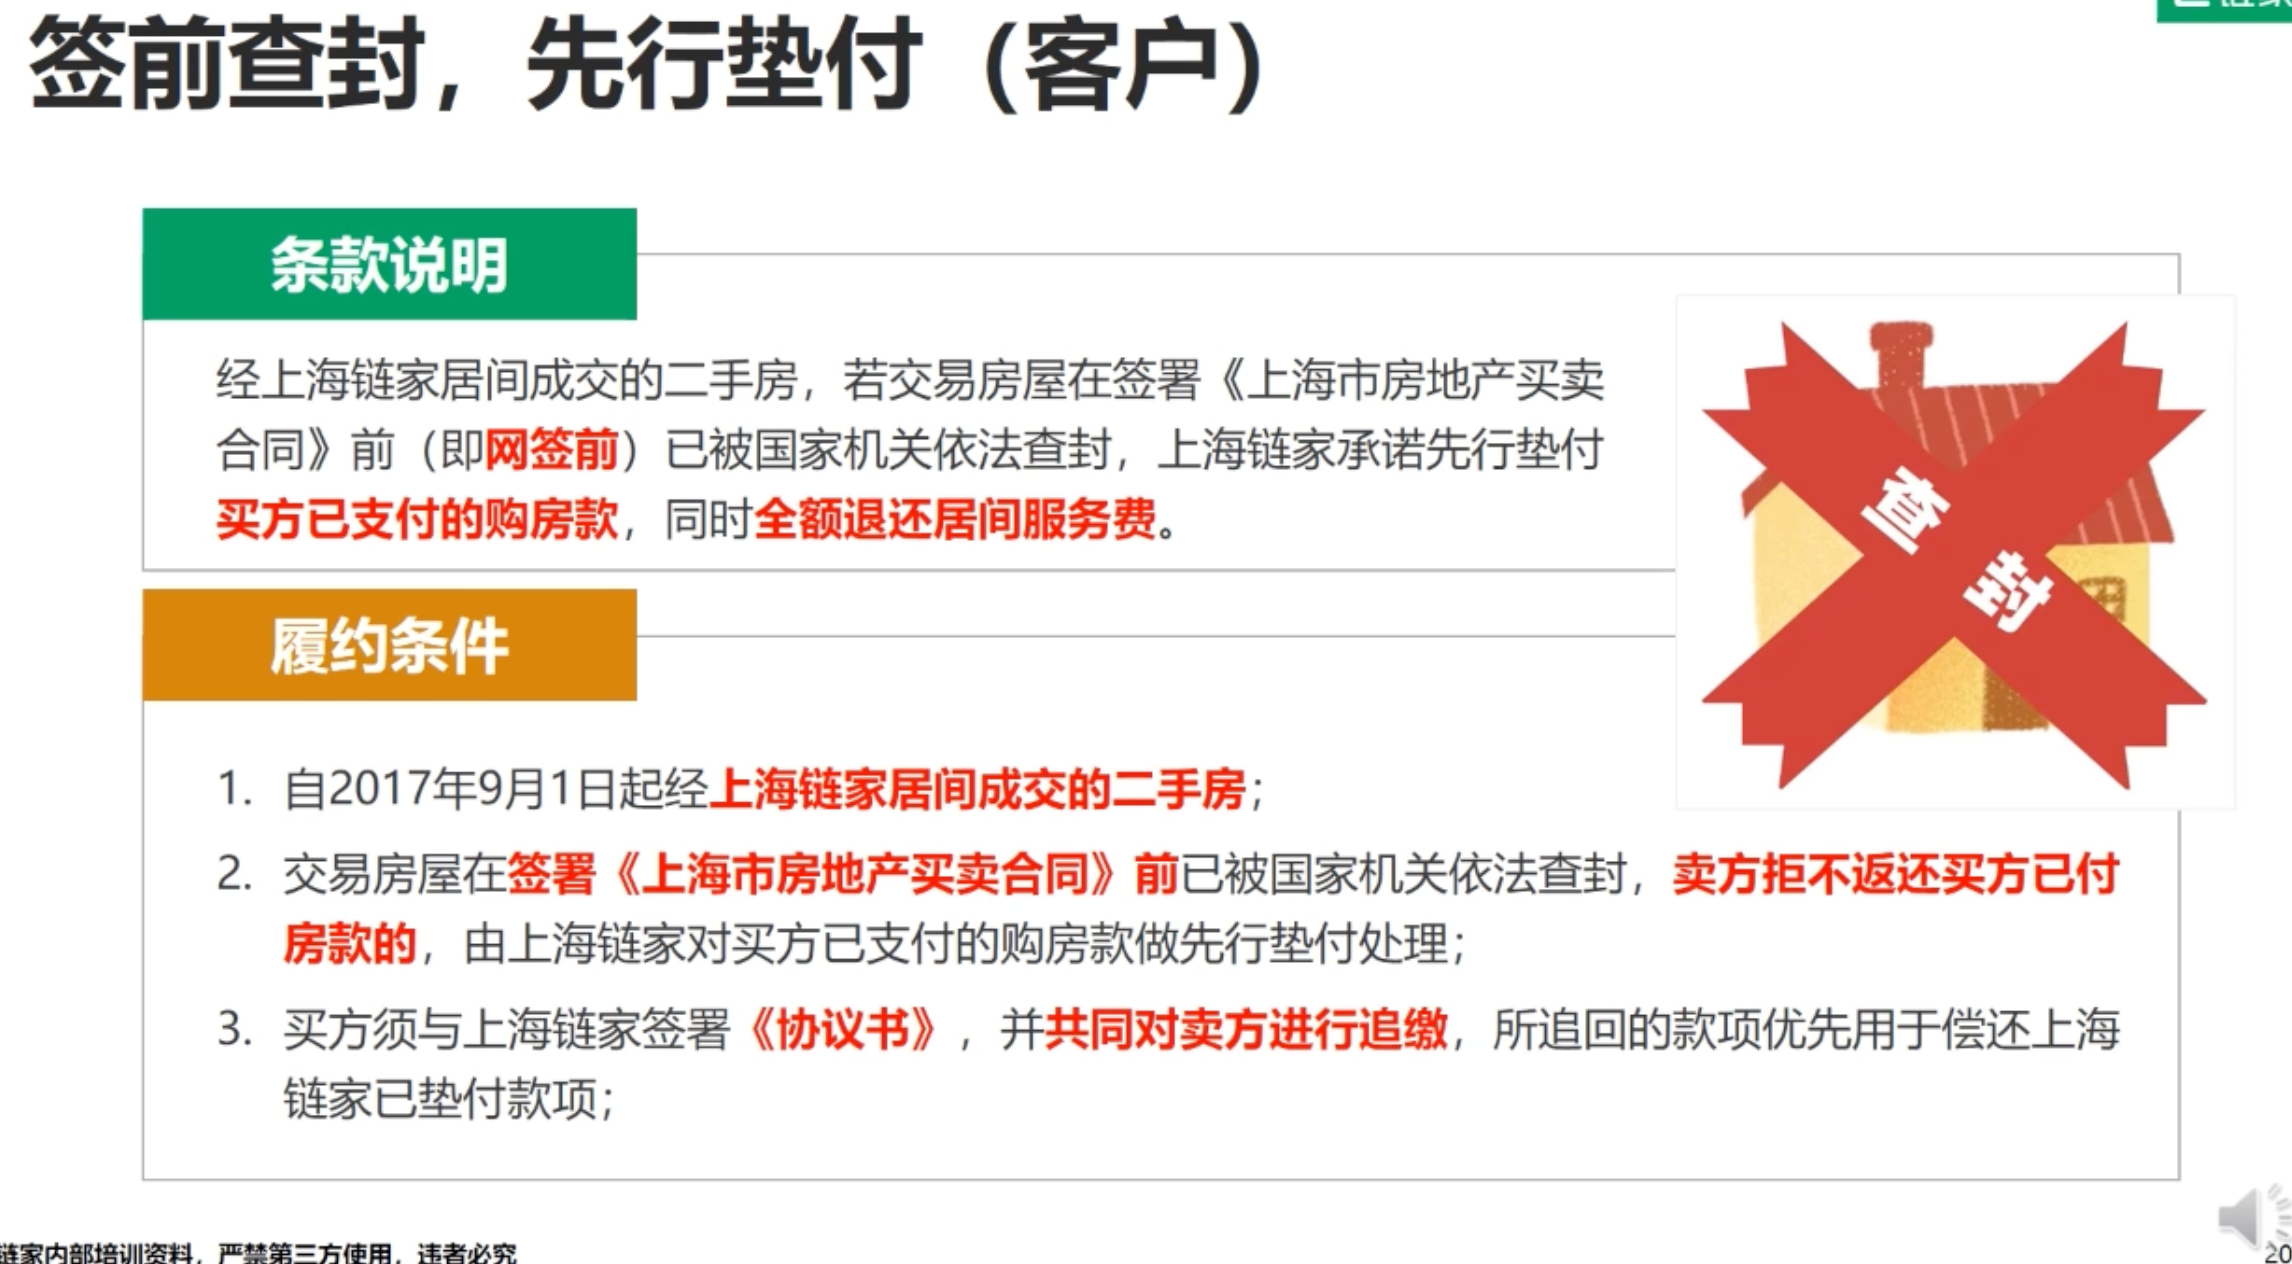 签前查封，先行垫付（客户）
条款说明
经上海链家居间成交的二手房，若交易房屋在签署《上海市房地产买卖
合同》前（即网签前）已被国家机关依法查封，上海链家承诺先行垫付
买方已支付的购房款，同时全额退还居间服务费。
查封
履约条件
1. 自2017年9月1日起经上海链家居间成交的二手房；
2. 交易房屋在签署《上海市房地产买卖合同》前已被国家机关依法查封，卖方拒不返还买方已付
房款的，由上海链家对买方已支付的购房款做先行垫付处理；
3. 买方须与上海链家签署《协议书》，并共同对卖方进行追缴，所追回的款项优先用于偿还上海
链家已垫付款项；
链家内部培训资料，严禁第三方使用，违者必究
20